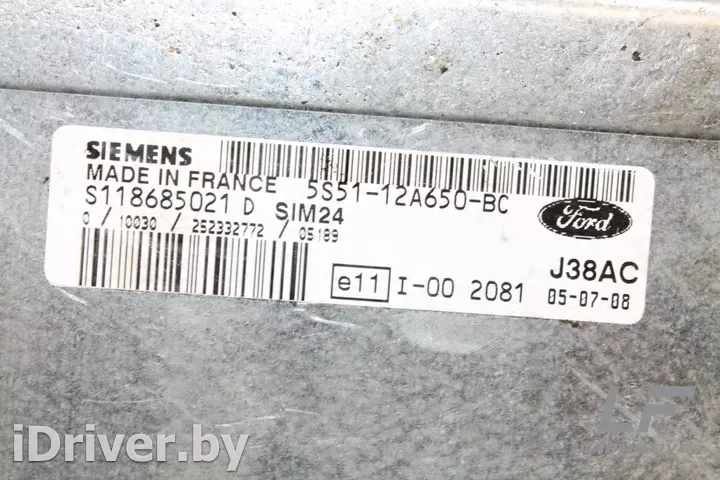 SIEMENS
MADE IN FRANCE 5S51-12A650-BC
S118685021 D SIM24
0 / 10030 / 252332772 / 05189
Ford
J38AC
e11 I-00 2081 05-07-08
LF
iDriver.by